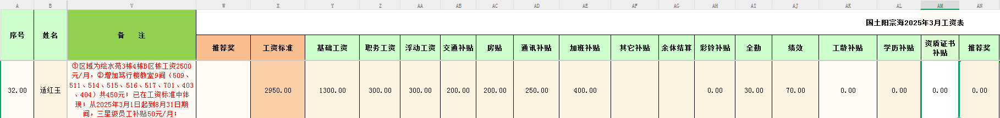 A B V W X Y Z AA AB AC AD AE AF AG AH AI AJ AK AL AM AN
国土阳宗海2025年3月工资表
序号 姓名 备 注 推荐奖 工资标准 基础工资 职务工资 浮动工资 交通补贴 房贴 通讯补贴 加班补贴 其它补贴 余休结算 彩铃补贴 全勤 绩效 工龄补贴 学历补贴 资质证书 推荐奖
补贴
①区域为绘水苑3栋4栋B区栋工资2500
元/月，②增加笃行楼教室9间（509、
511、514、515、516、517、701、403
、404）共450元；已在工资标准中体
现；从2025年3月1日起到8月31日期
间，三星级员工补贴50元/月；
32.00 适红玉 2950.00 1300.00 300.00 300.00 200.00 200.00 250.00 400.00 0.00 30.00 70.00 0.00 0.00 0.00 0.00